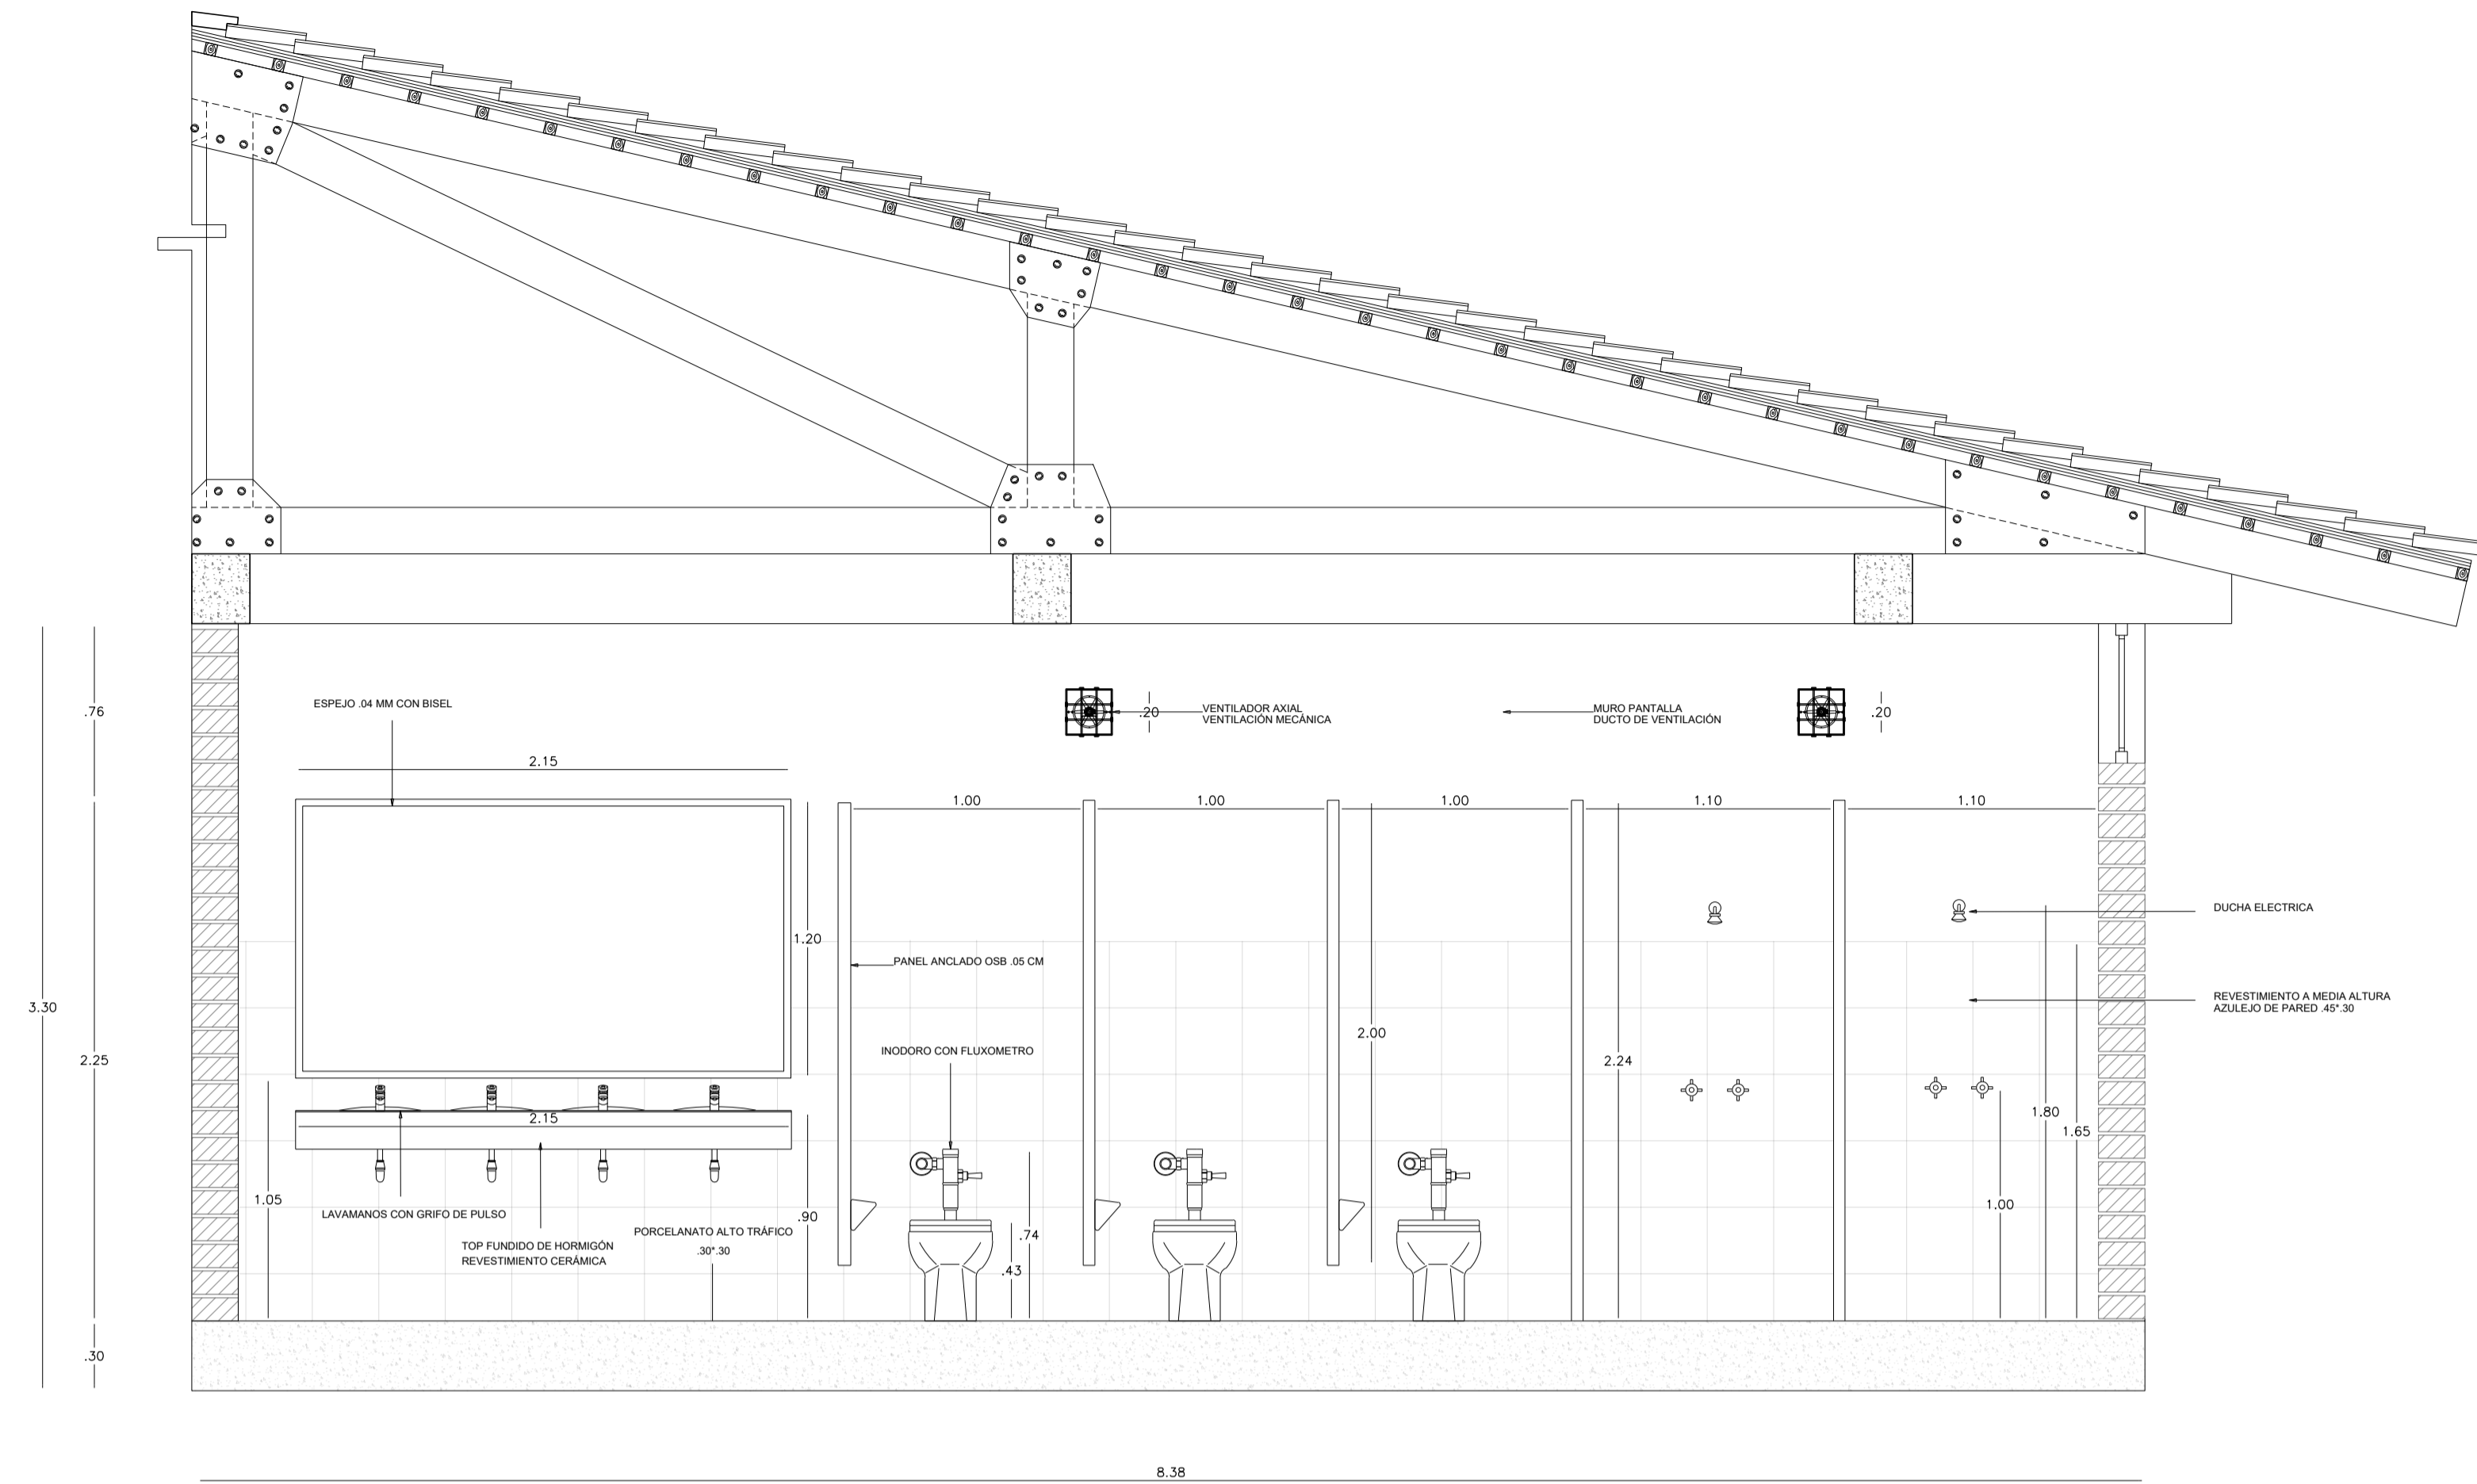 ESPEJO .04 MM CON BISEL
.20
VENTILADOR AXIAL
VENTILACIÓN MECÁNICA
MURO PANTALLA
DUCTO DE VENTILACIÓN
.20
.76
2.15
1.00
1.00
1.00
1.10
1.10
DUCHA ELECTRICA
1.20
PANEL ANCLADO OSB .05 CM
REVESTIMIENTO A MEDIA ALTURA
AZULEJO DE PARED .45*.30
3.30
2.25
2.00
2.24
INODORO CON FLUXOMETRO
2.15
1.80
1.65
1.05
1.00
LAVAMANOS CON GRIFO DE PULSO
.90
PORCELANATO ALTO TRÁFICO
.30*.30
TOP FUNDIDO DE HORMIGÓN
REVESTIMIENTO CERÁMICA
.74
.43
.30
8.38